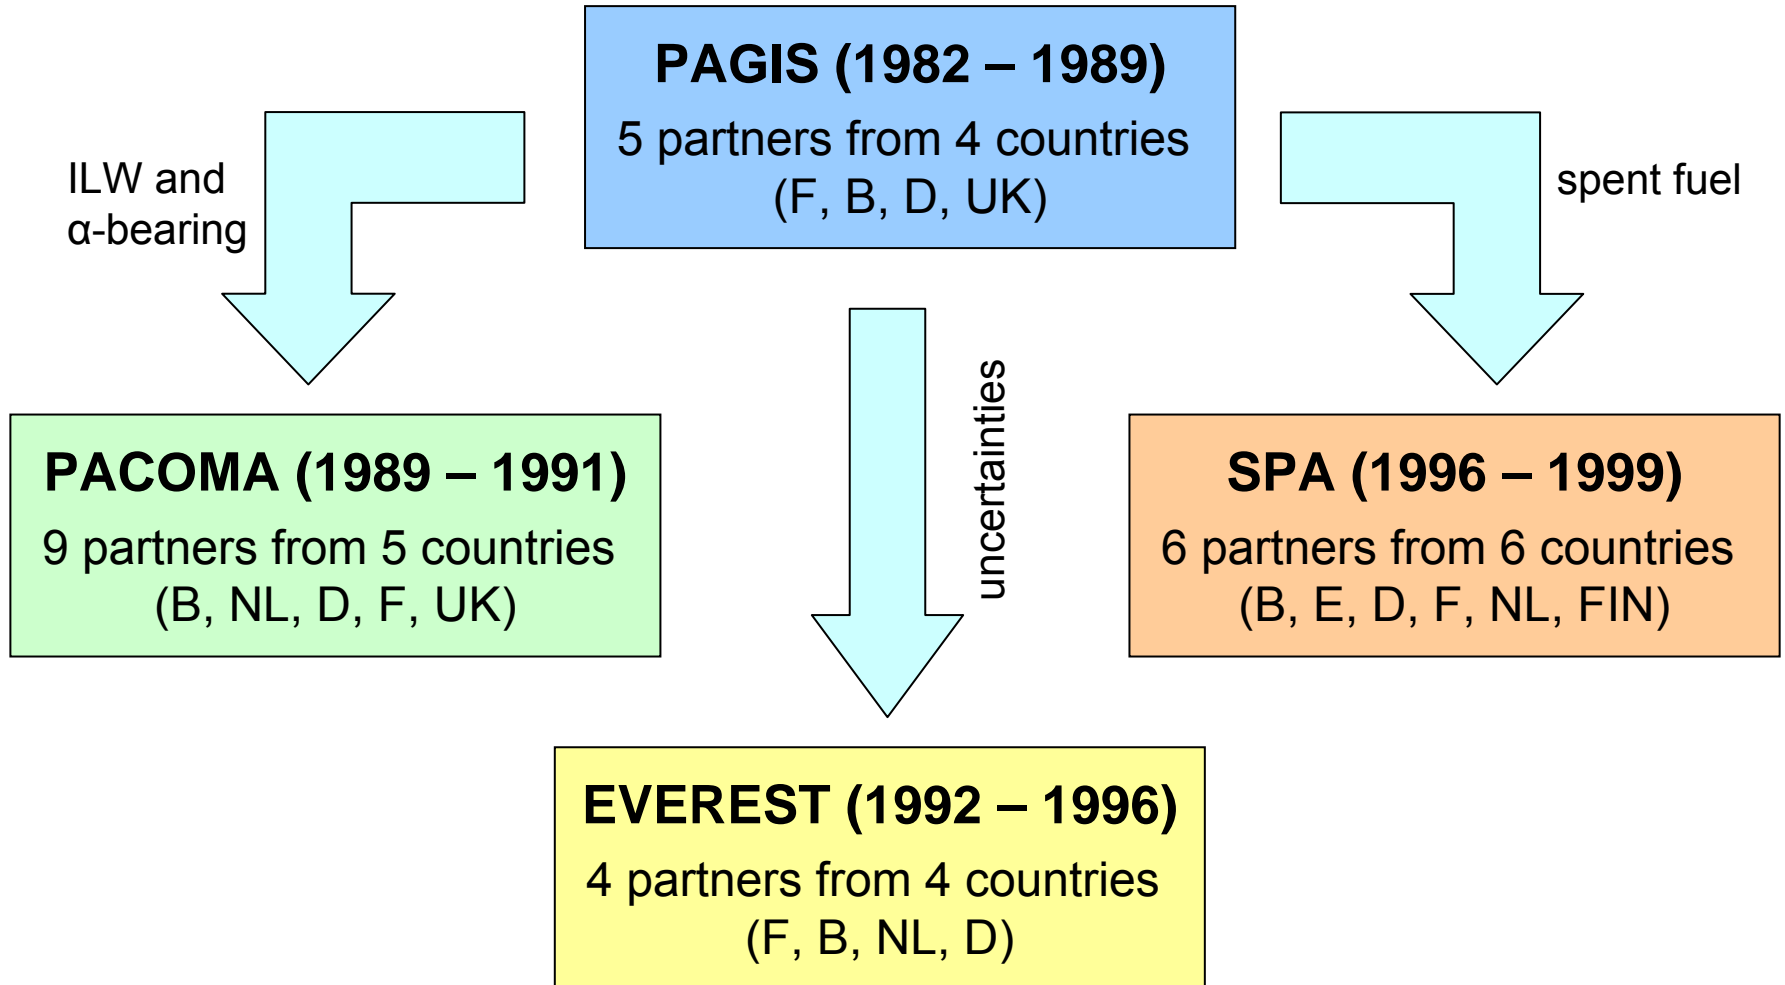 PAGIS (1982 – 1989)
5 partners from 4 countries
(F, B, D, UK)
ILW and
α-bearing
spent fuel
uncertainties
PACOMA (1989 – 1991)
9 partners from 5 countries
(B, NL, D, F, UK)
SPA (1996 – 1999)
6 partners from 6 countries
(B, E, D, F, NL, FIN)
EVEREST (1992 – 1996)
4 partners from 4 countries
(F, B, NL, D)